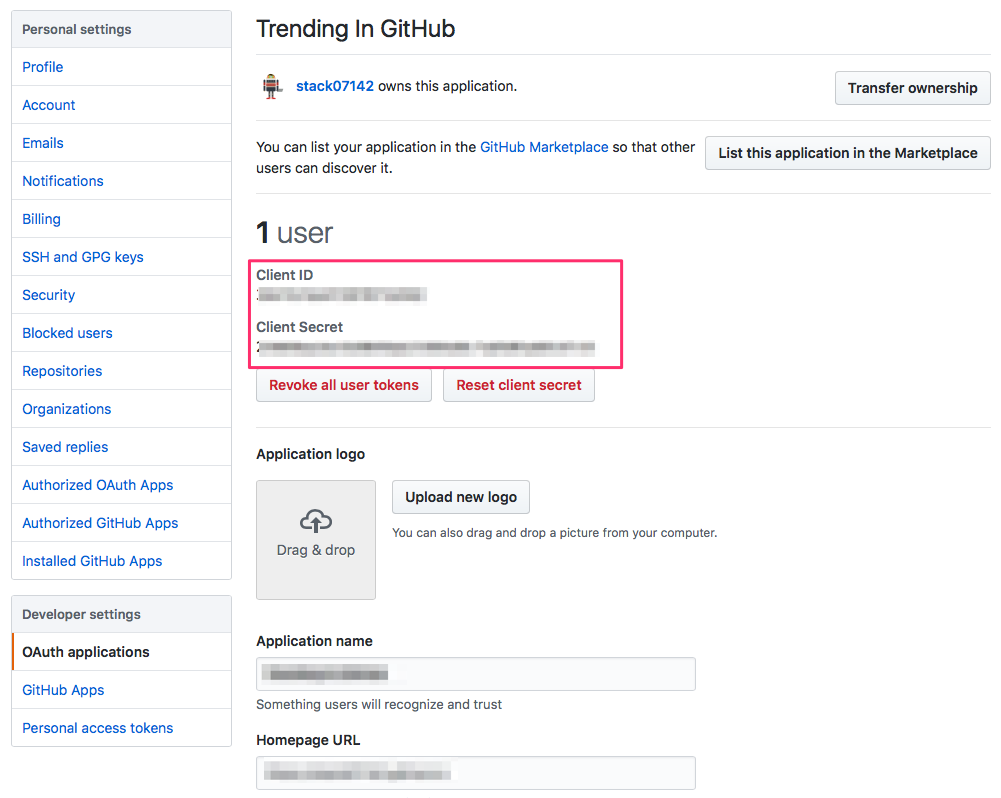 Personal settings
Profile
Account
Emails
Notifications
Billing
SSH and GPG keys
Security
Blocked users
Repositories
Organizations
Saved replies
Authorized OAuth Apps
Authorized GitHub Apps
Installed GitHub Apps
Developer settings
OAuth applications
GitHub Apps
Personal access tokens
Trending In GitHub
stack07142 owns this application.
Transfer ownership
You can list your application in the GitHub Marketplace so that other
users can discover it.
List this application in the Marketplace
1 user
Client ID
Client Secret
Revoke all user tokens
Reset client secret
Application logo
Drag & drop
Upload new logo
You can also drag and drop a picture from your computer.
Application name
Something users will recognize and trust
Homepage URL